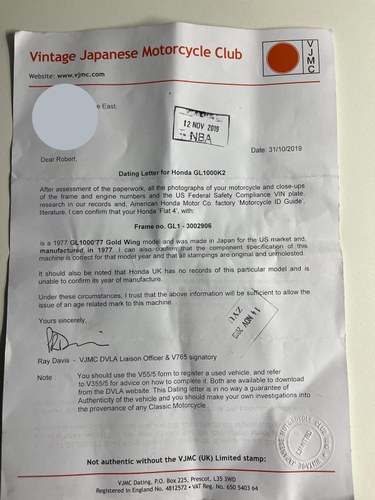 Vintage Japanese Motorcycle Club
VJMC
Website: www.vjmc.com
e East,
12 NOV 2019
NBA
Date: 31/10/2019
Dear Robert,
Dating Letter for Honda GL1000K2
After assessment of the paperwork, all the photographs of your motorcycle and close-ups
of the frame and engine numbers and the US Federal Safety Compliance VIN plate,
research in our records and, American Honda Motor Co. factory 'Motorcycle ID Guide',
literature. I can confirm that your Honda 'Flat 4', with:
Frame no. GL1 - 3002906
is a 1977 GL1000'77 Gold Wing model and was made in Japan for the US market and,
manufactured in 1977. I can also confirm that the component specification of this
machine is correct for that model year and that all stampings are original and unmolested.
It should also be noted that Honda UK has no records of this particular model and is
unable to confirm its year of manufacture.
Under these circumstances, I trust that the above information will be sufficient to allow the
issue of an age related mark to this machine.
Yours sincerely,
Ray Davis - VJMC DVLA Liaison Officer & V765 signatory
Note You should use the V55/5 form to register a used vehicle, and refer
to V355/5 for advice on how to complete it. Both are available to download
from the DVLA website. This Dating letter is in no way a guarantee of
Authenticity of the vehicle and you should make your own investigations into
the provenance of any Classic Motorcycle.
LIMITED
Not authentic without the VJMC (UK) Limited stamp:
VJMC Dating, P.O. Box 225, Prescot, L35 3WD
Registered in England No. 4812572 • VAT Reg. No. 650 5403 64